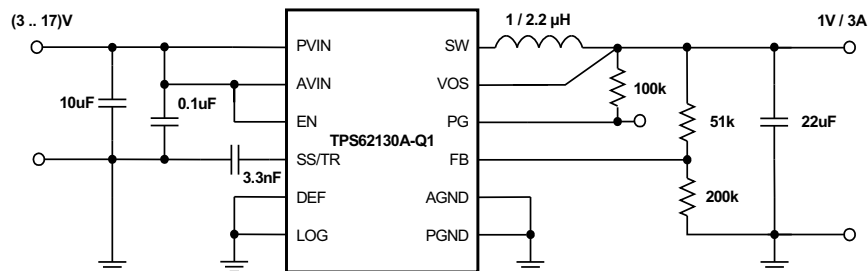 (3 .. 17)V
1 / 2.2 µH
1V / 3A
PVIN
SW
AVIN
VOS
10uF
0.1uF
100k
EN
PG
51k
22uF
TPS62130A-Q1
SS/TR
FB
3.3nF
DEF
AGND
200k
LOG
PGND